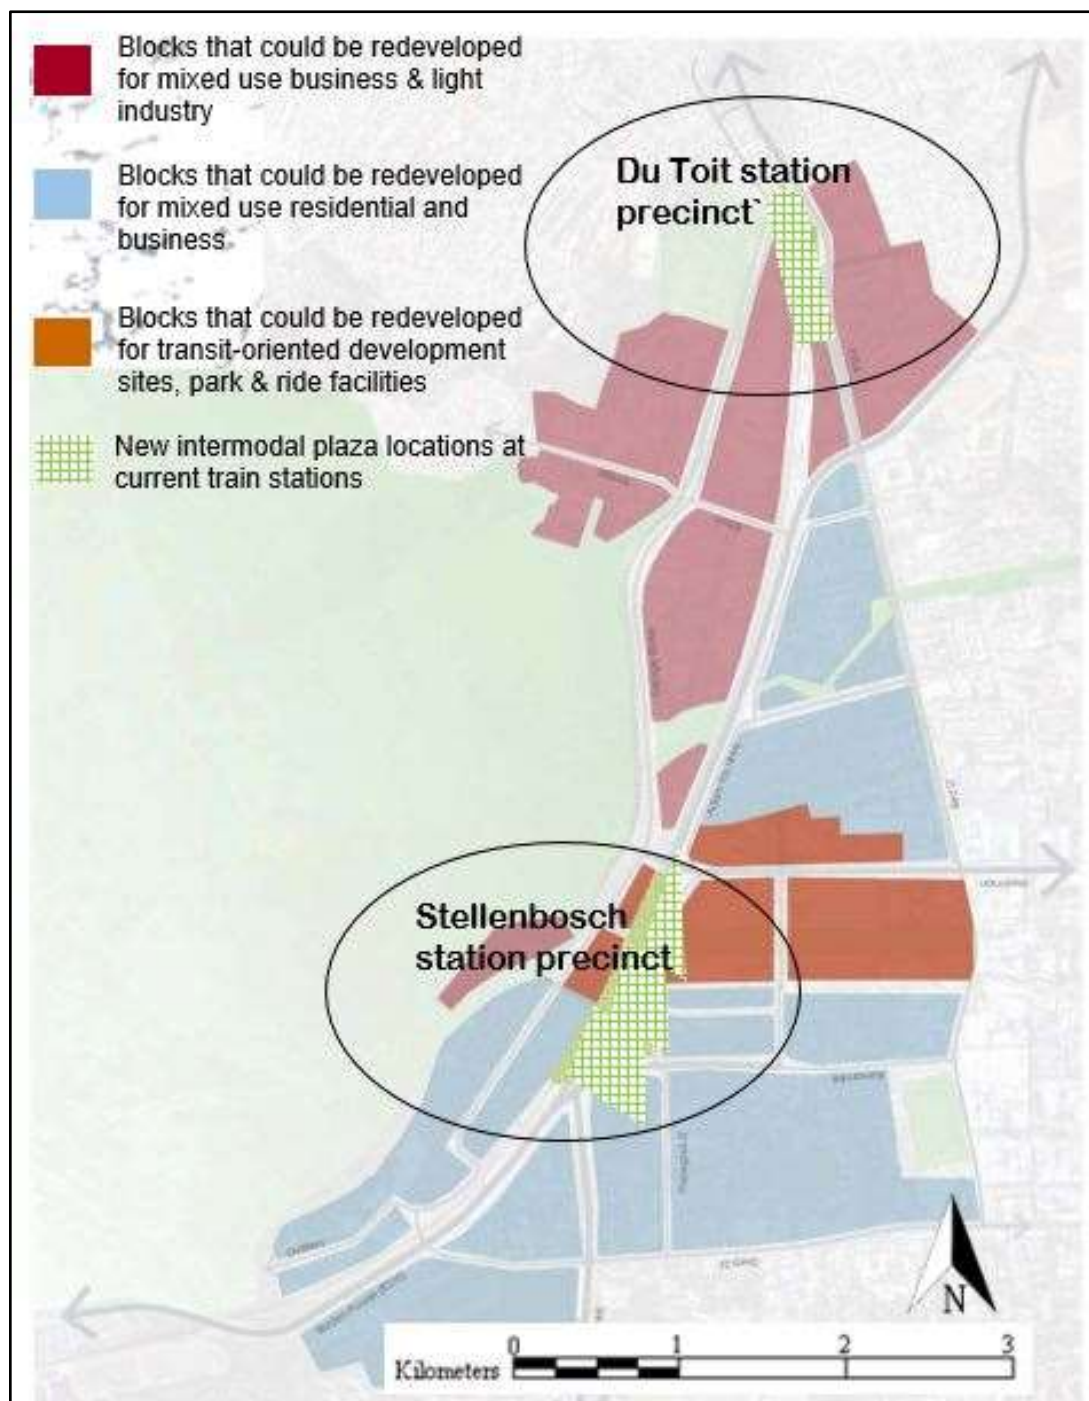 Blocks that could be redeveloped
for mixed use business & light
industry
Blocks that could be redeveloped
for mixed use residential and
business
Blocks that could be redeveloped
for transit-oriented development
sites, park & ride facilities
New intermodal plaza locations at
current train stations
Du Toit station
precinct`
Stellenbosch
station precinct
N
0 1 2 3
Kilometers